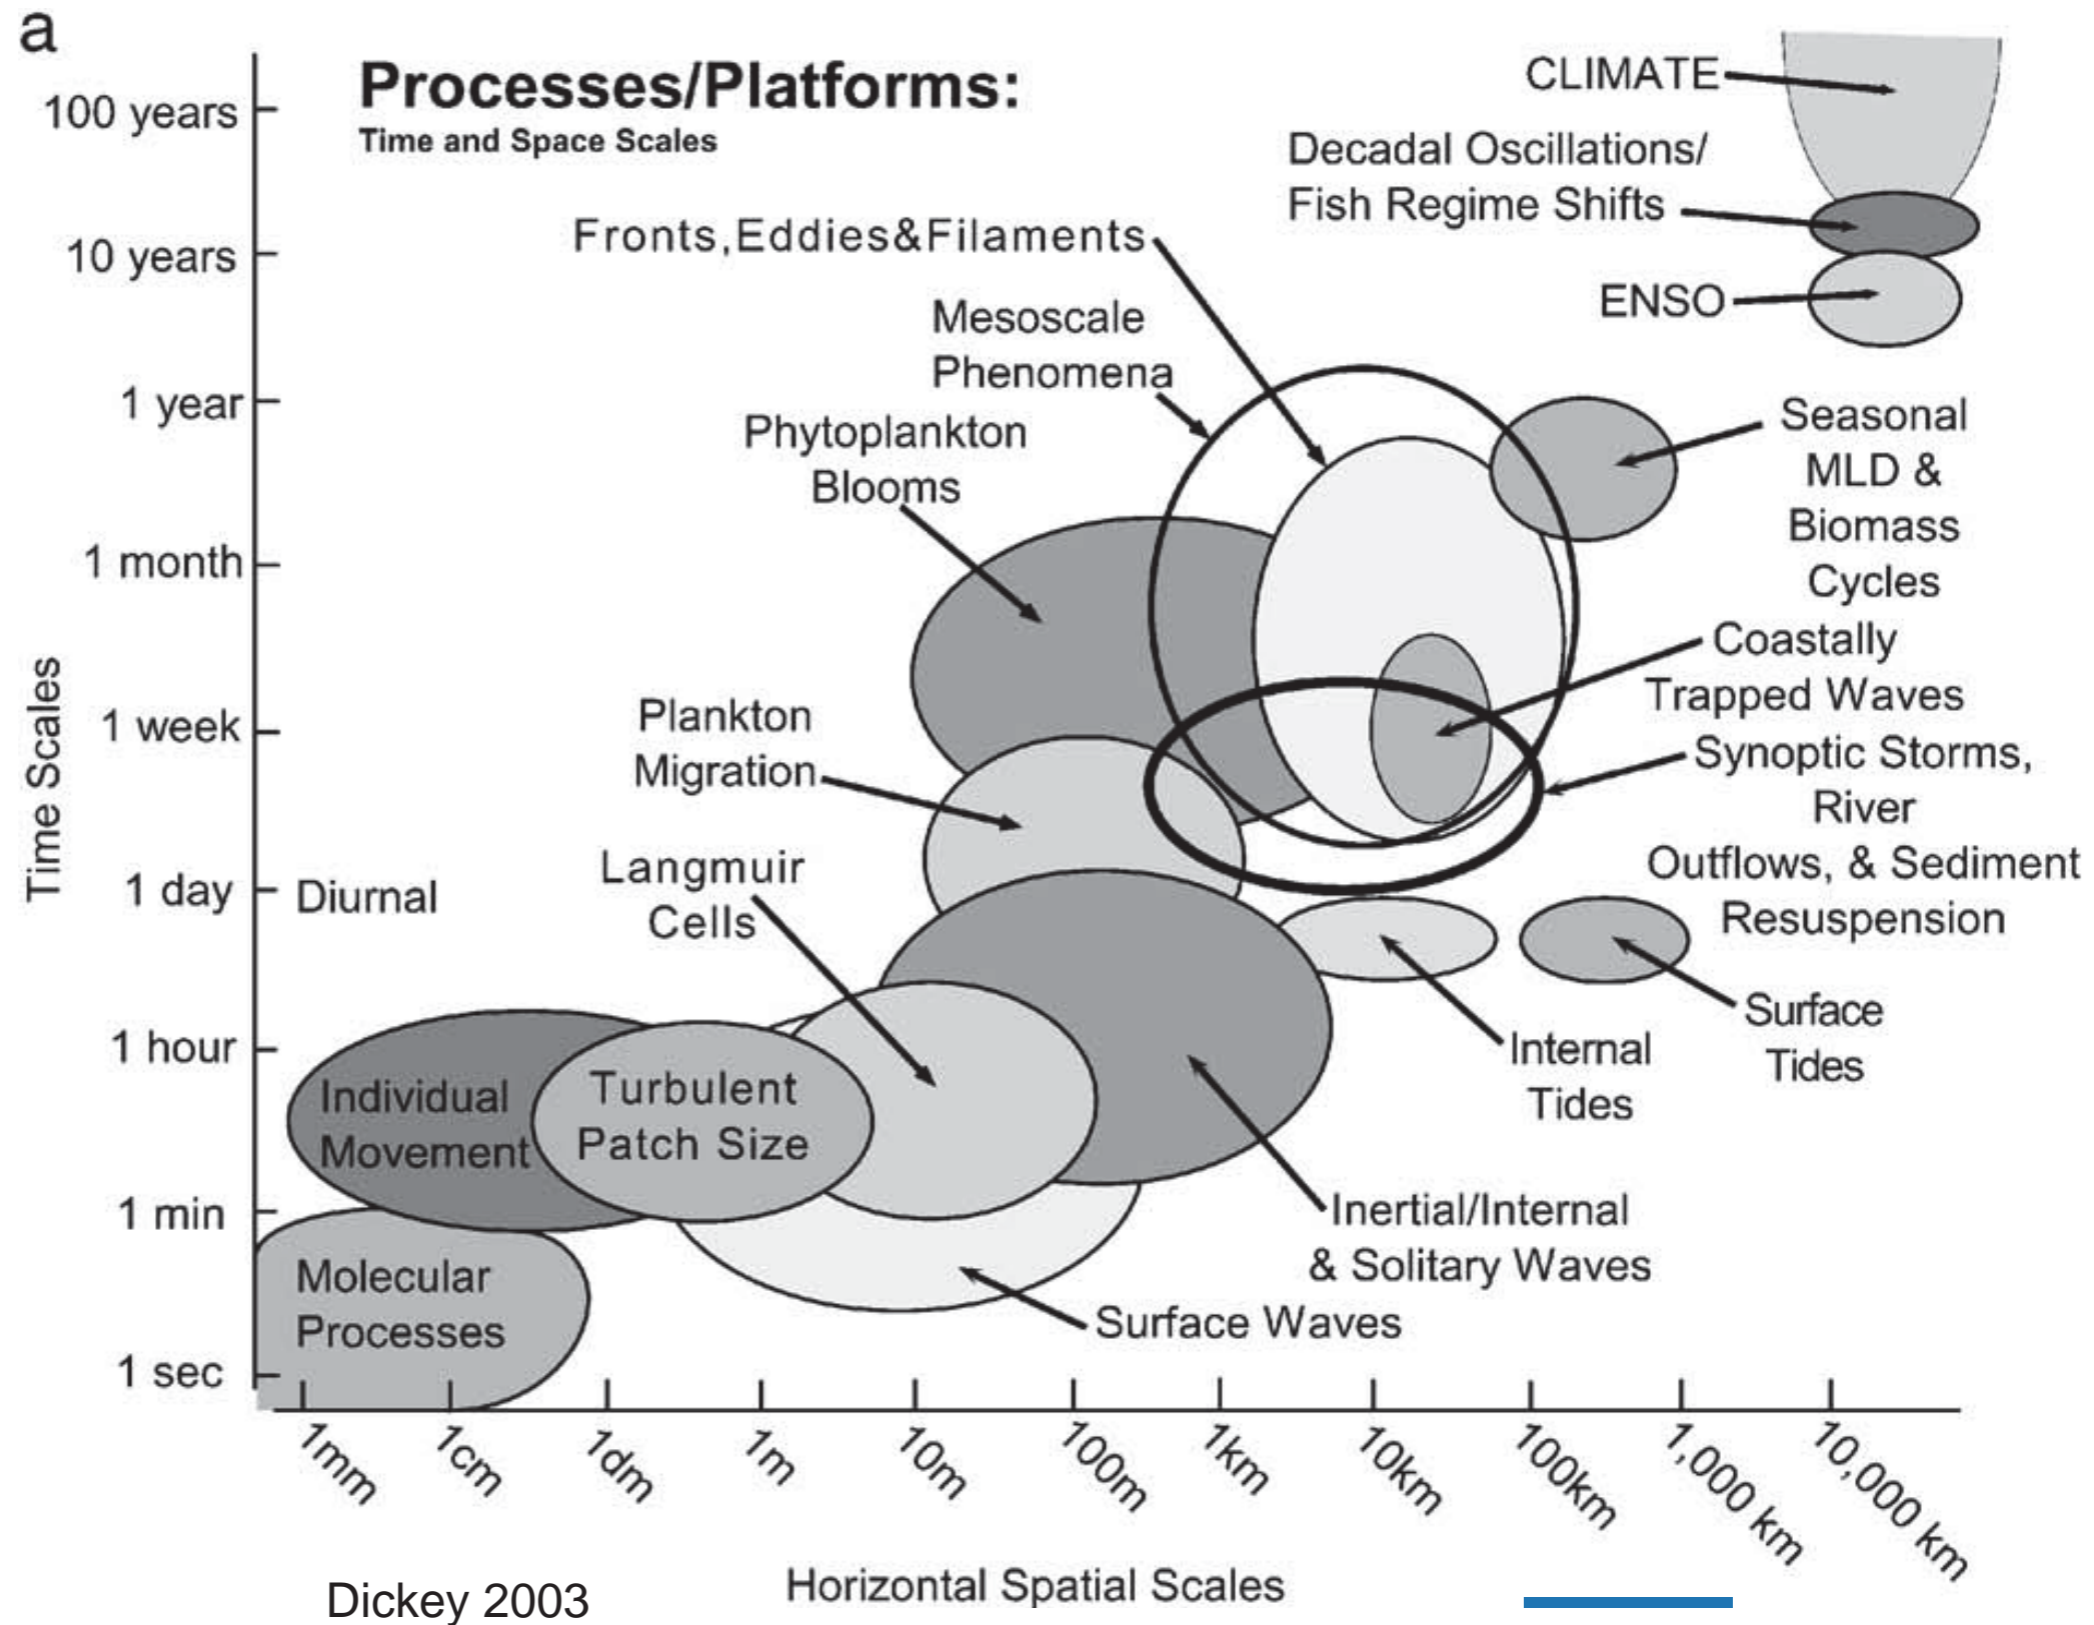 a
Processes/Platforms:
Time and Space Scales
CLIMATE
Decadal Oscillations/
Fish Regime Shifts
ENSO
Fronts,Eddies&Filaments
Mesoscale
Phenomena
Phytoplankton
Blooms
Seasonal
MLD &
Biomass
Cycles
Coastally
Trapped Waves
Plankton
Migration
Synoptic Storms,
River
Outflows, & Sediment
Resuspension
Langmuir
Cells
Diurnal
Surface
Tides
Internal
Tides
Individual
Movement
Turbulent
Patch Size
Inertial/Internal
& Solitary Waves
Molecular
Processes
Surface Waves
Time Scales
100 years
10 years
1 year
1 month
1 week
1 day
1 hour
1 min
1 sec
1mm
1cm
1dm
1m
10m
100m
1km
10km
100km
1,000 km
10,000 km
Horizontal Spatial Scales
Dickey 2003